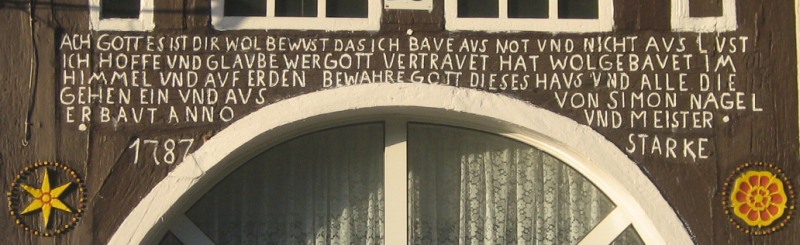 ACH GOTT ES IST DIR WOL BEWUST DAS ICH BAVE AVS NOT VND NICHT AVS LVST
ICH HOFFE VND GLAVBE WER GOTT VERTRAVET HAT WOL GEBAVET IM
HIMMEL VND AVF ERDEN BEWAHRE GOTT DIESES HAVS VND ALLE DIE
GEHEN EIN VND AVS VON SIMON NAGEL
ERBAVT ANNO VND MEISTER
1787 STARKE